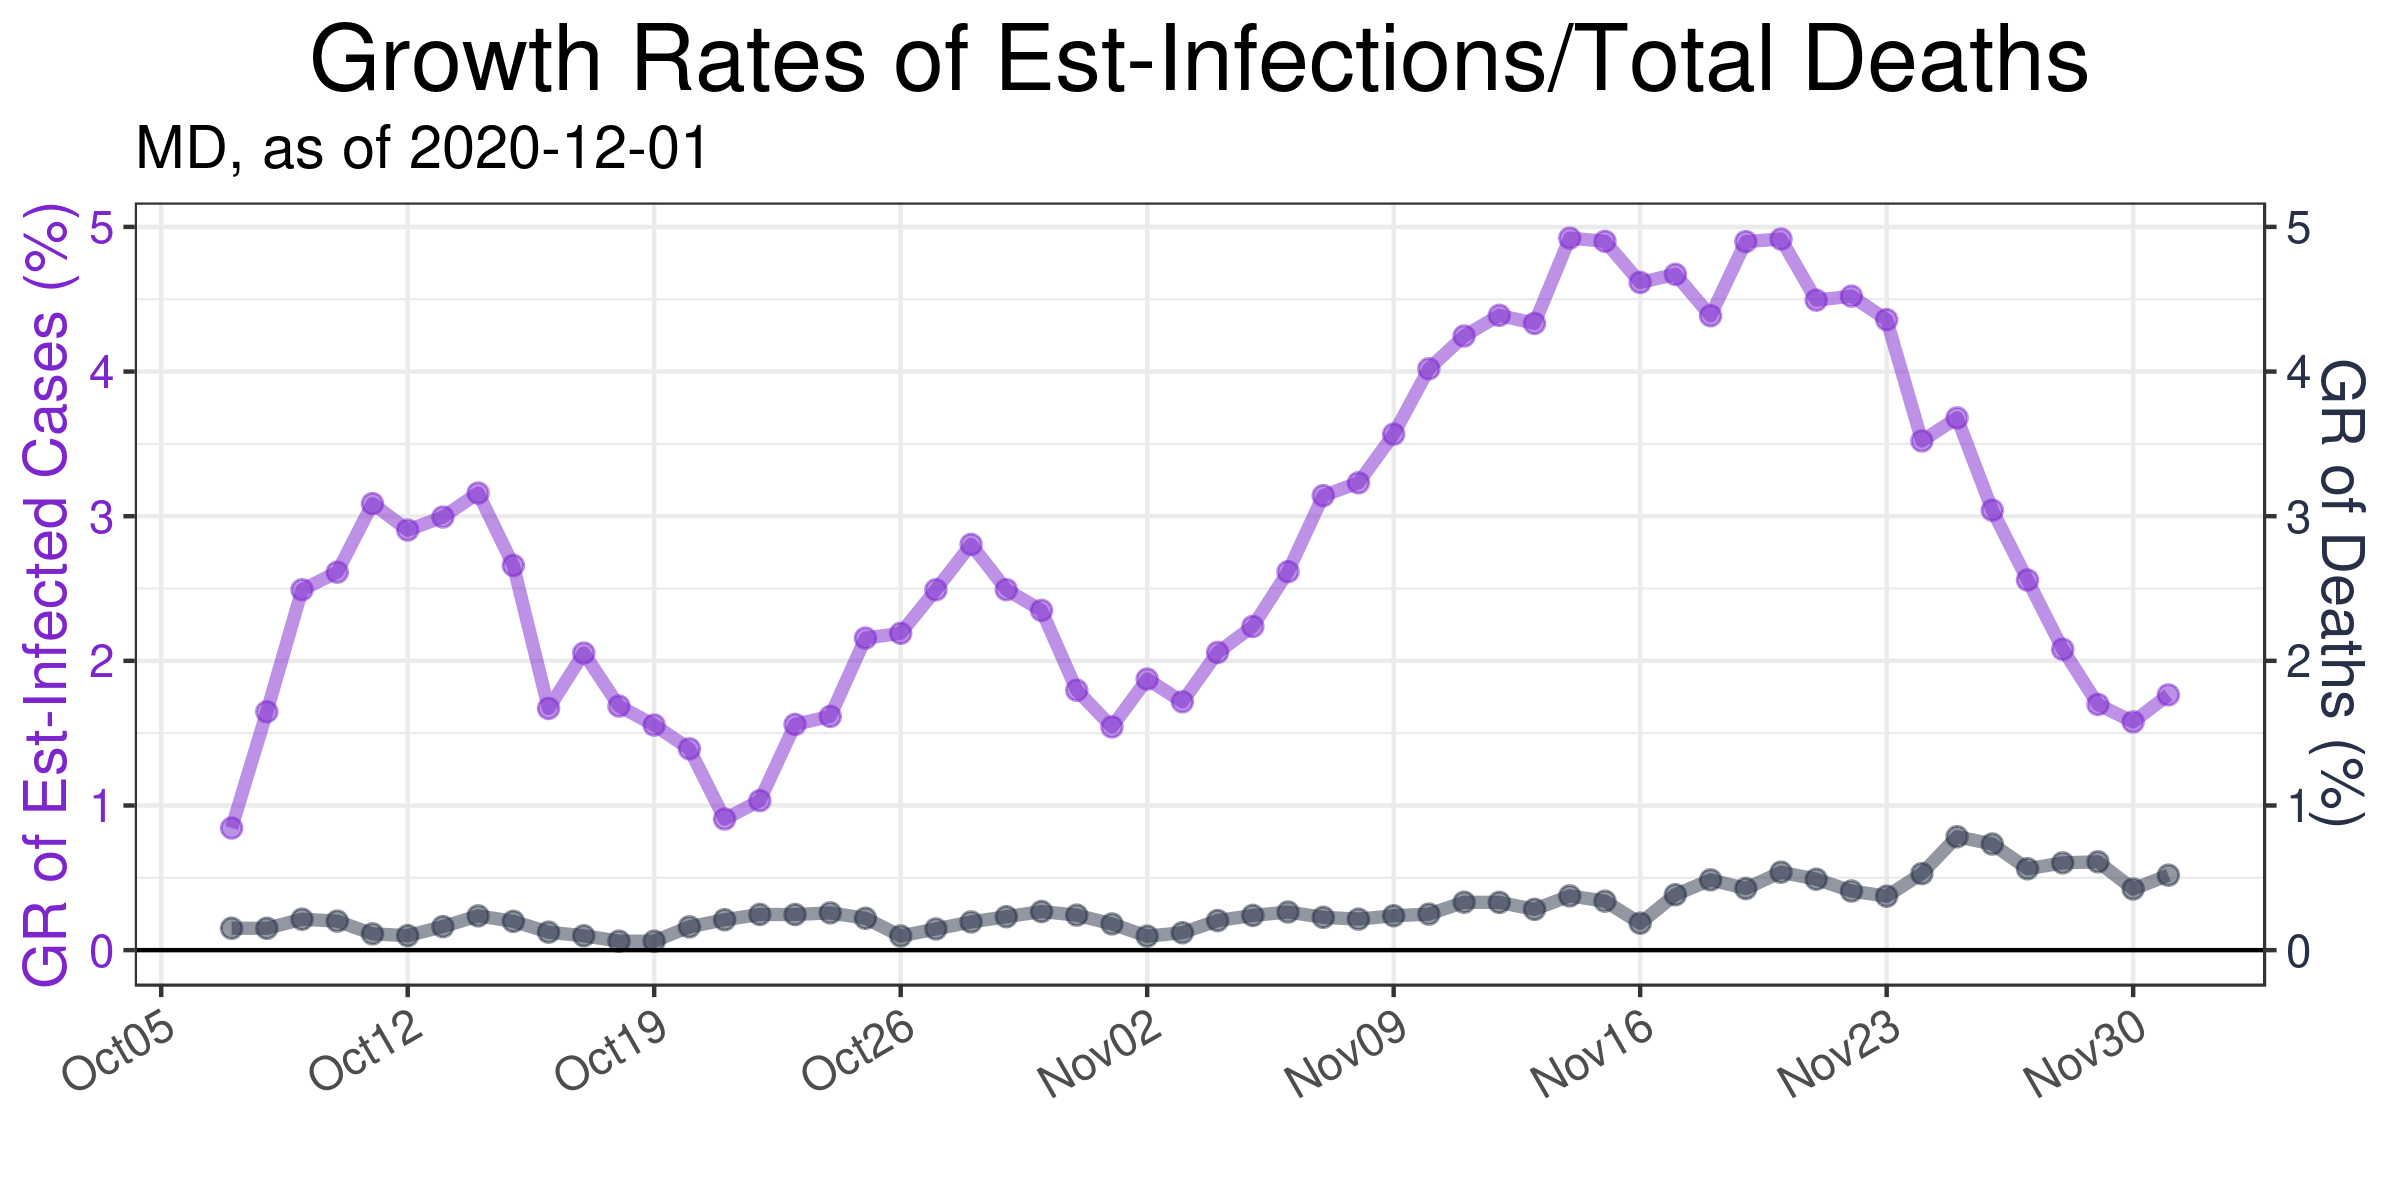 Growth Rates of Est-Infections/Total Deaths
MD, as of 2020-12-01
GR of Est-Infected Cases (%)
5
4
3
2
1
0
5
4
3
2
1
0
GR of Deaths (%)
Oct05
Oct12
Oct19
Oct26
Nov02
Nov09
Nov16
Nov23
Nov30